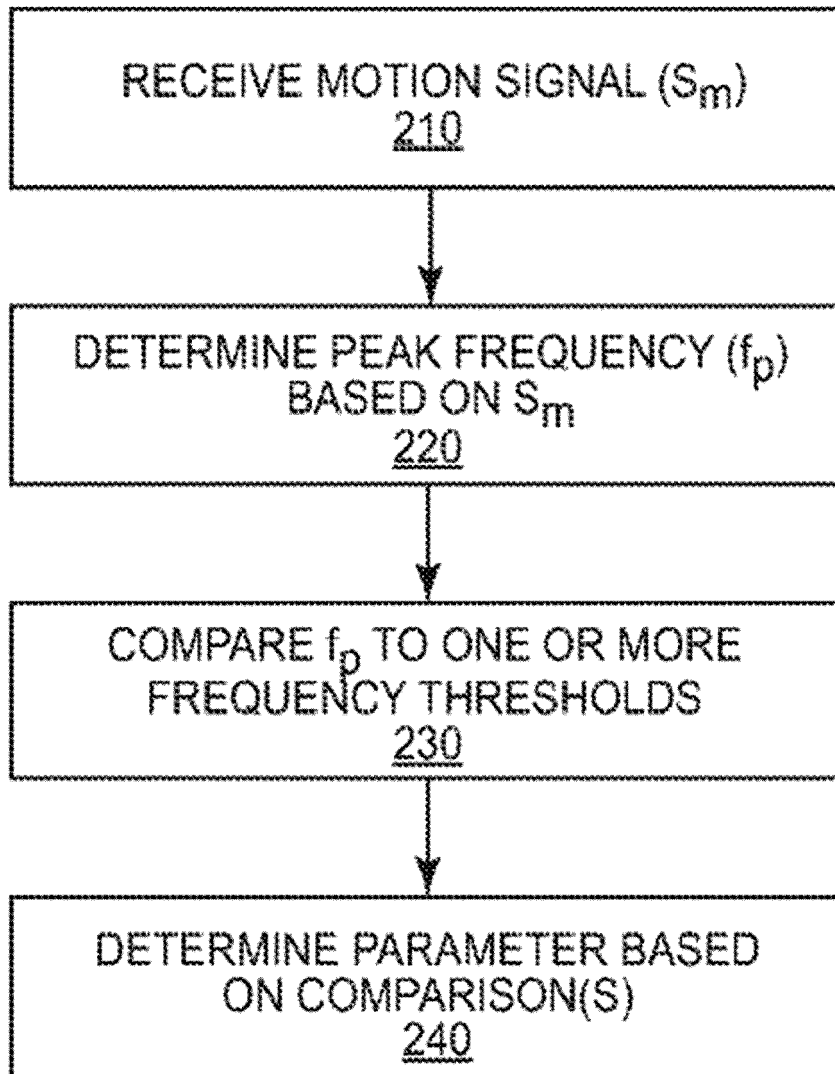 RECEIVE MOTION SIGNAL (Sm)
210
DETERMINE PEAK FREQUENCY (fp)
BASED ON Sm
220
COMPARE fp TO ONE OR MORE
FREQUENCY THRESHOLDS
230
DETERMINE PARAMETER BASED
ON COMPARISON(S)
240